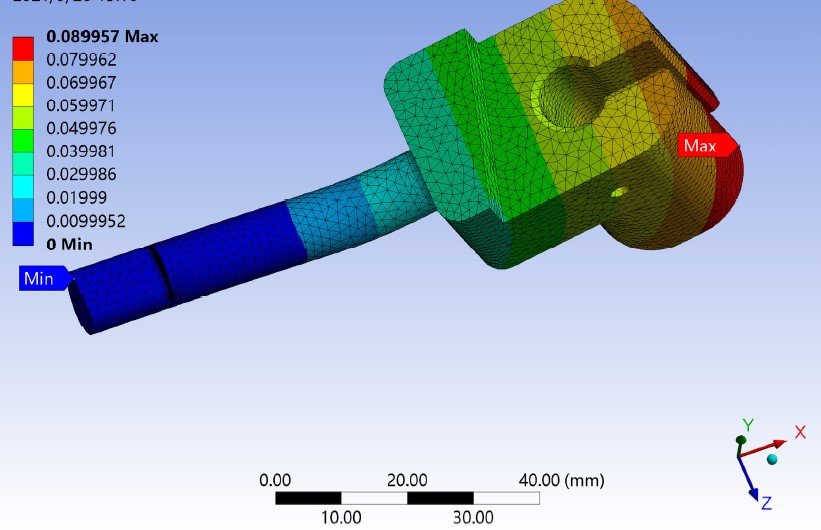 0.089957 Max
0.079962
0.069967
0.059971
0.049976
0.039981
0.029986
0.01999
0.0099952
0 Min
Max
Min
Y
X
Z
0.00 20.00 40.00 (mm)
10.00 30.00